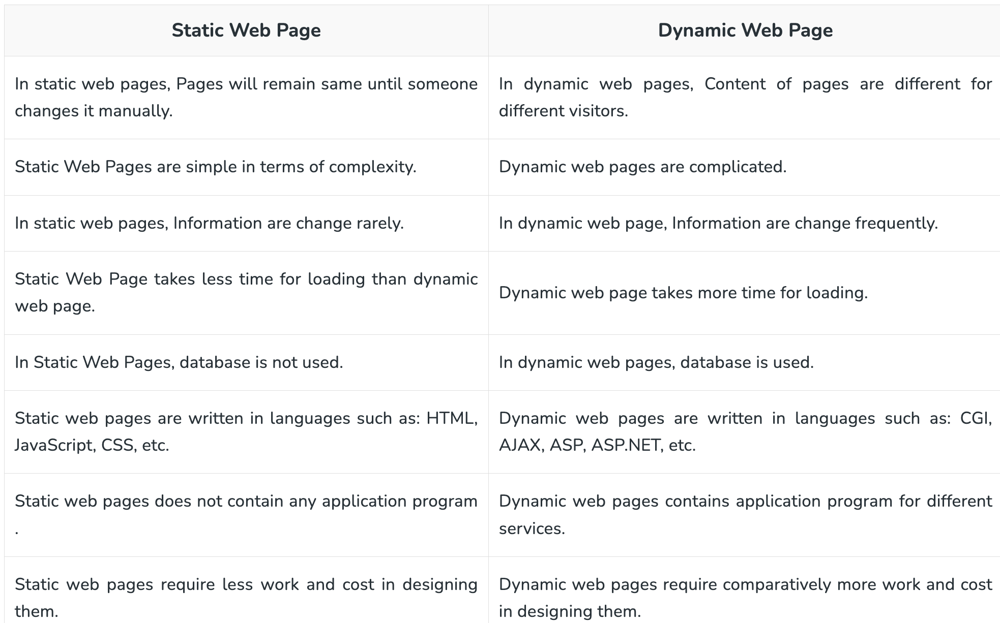 Static Web Page
Dynamic Web Page
In static web pages, Pages will remain same until someone
changes it manually.
In dynamic web pages, Content of pages are different for
different visitors.
Static Web Pages are simple in terms of complexity.
Dynamic web pages are complicated.
In static web pages, Information are change rarely.
In dynamic web page, Information are change frequently.
Static Web Page takes less time for loading than dynamic
web page.
Dynamic web page takes more time for loading.
In Static Web Pages, database is not used.
In dynamic web pages, database is used.
Static web pages are written in languages such as: HTML,
JavaScript, CSS, etc.
Dynamic web pages are written in languages such as: CGI,
AJAX, ASP, ASP.NET, etc.
Static web pages does not contain any application program
.
Dynamic web pages contains application program for different
services.
Static web pages require less work and cost in designing
them.
Dynamic web pages require comparatively more work and cost
in designing them.